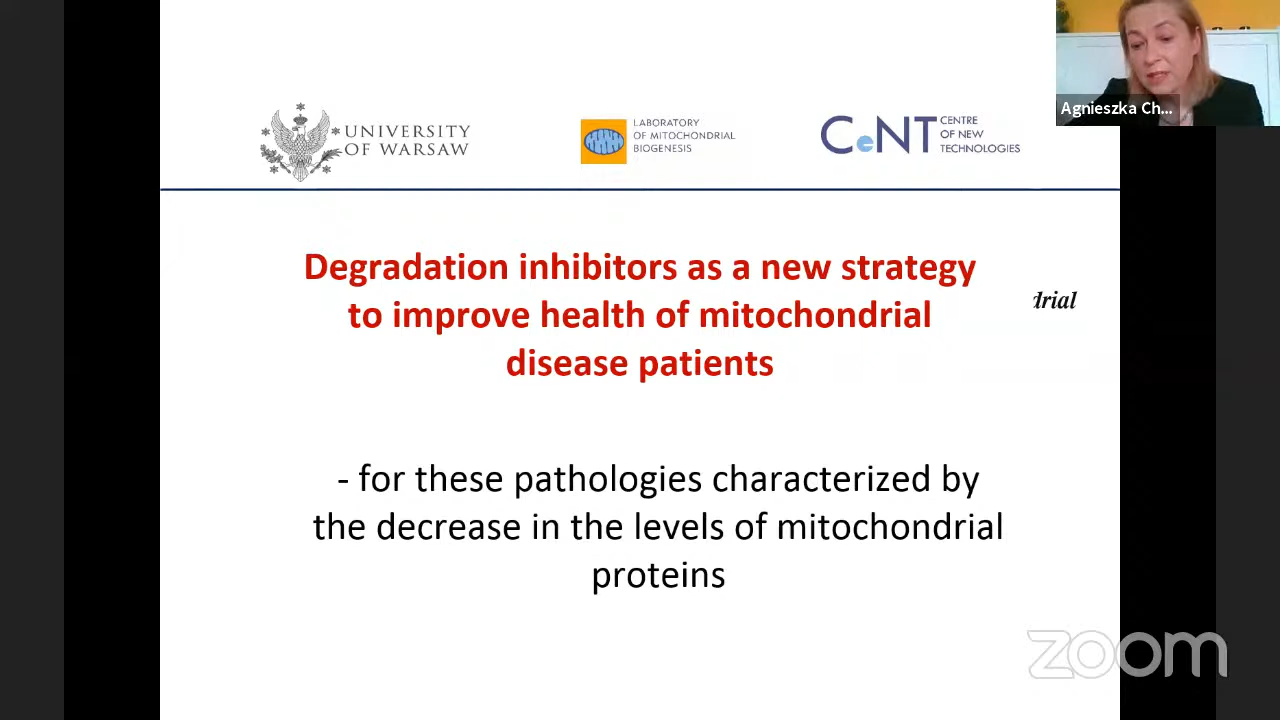 Agnieszka Ch...
UNIVERSITY
OF WARSAW
LABORATORY
OF MITOCHONDRIAL
BIOGENESIS
CeNT
CENTRE
OF NEW
TECHNOLOGIES
Degradation inhibitors as a new strategy
to improve health of mitochondrial
disease patients
drial
- for these pathologies characterized by
the decrease in the levels of mitochondrial
proteins
zoom